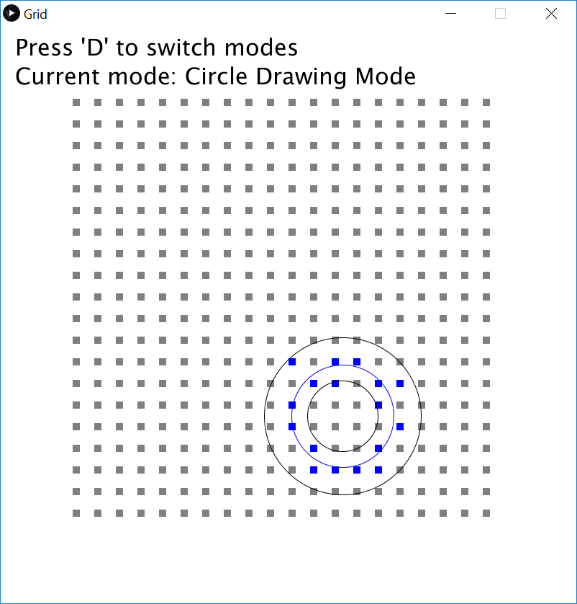 Grid
Press 'D' to switch modes
Current mode: Circle Drawing Mode